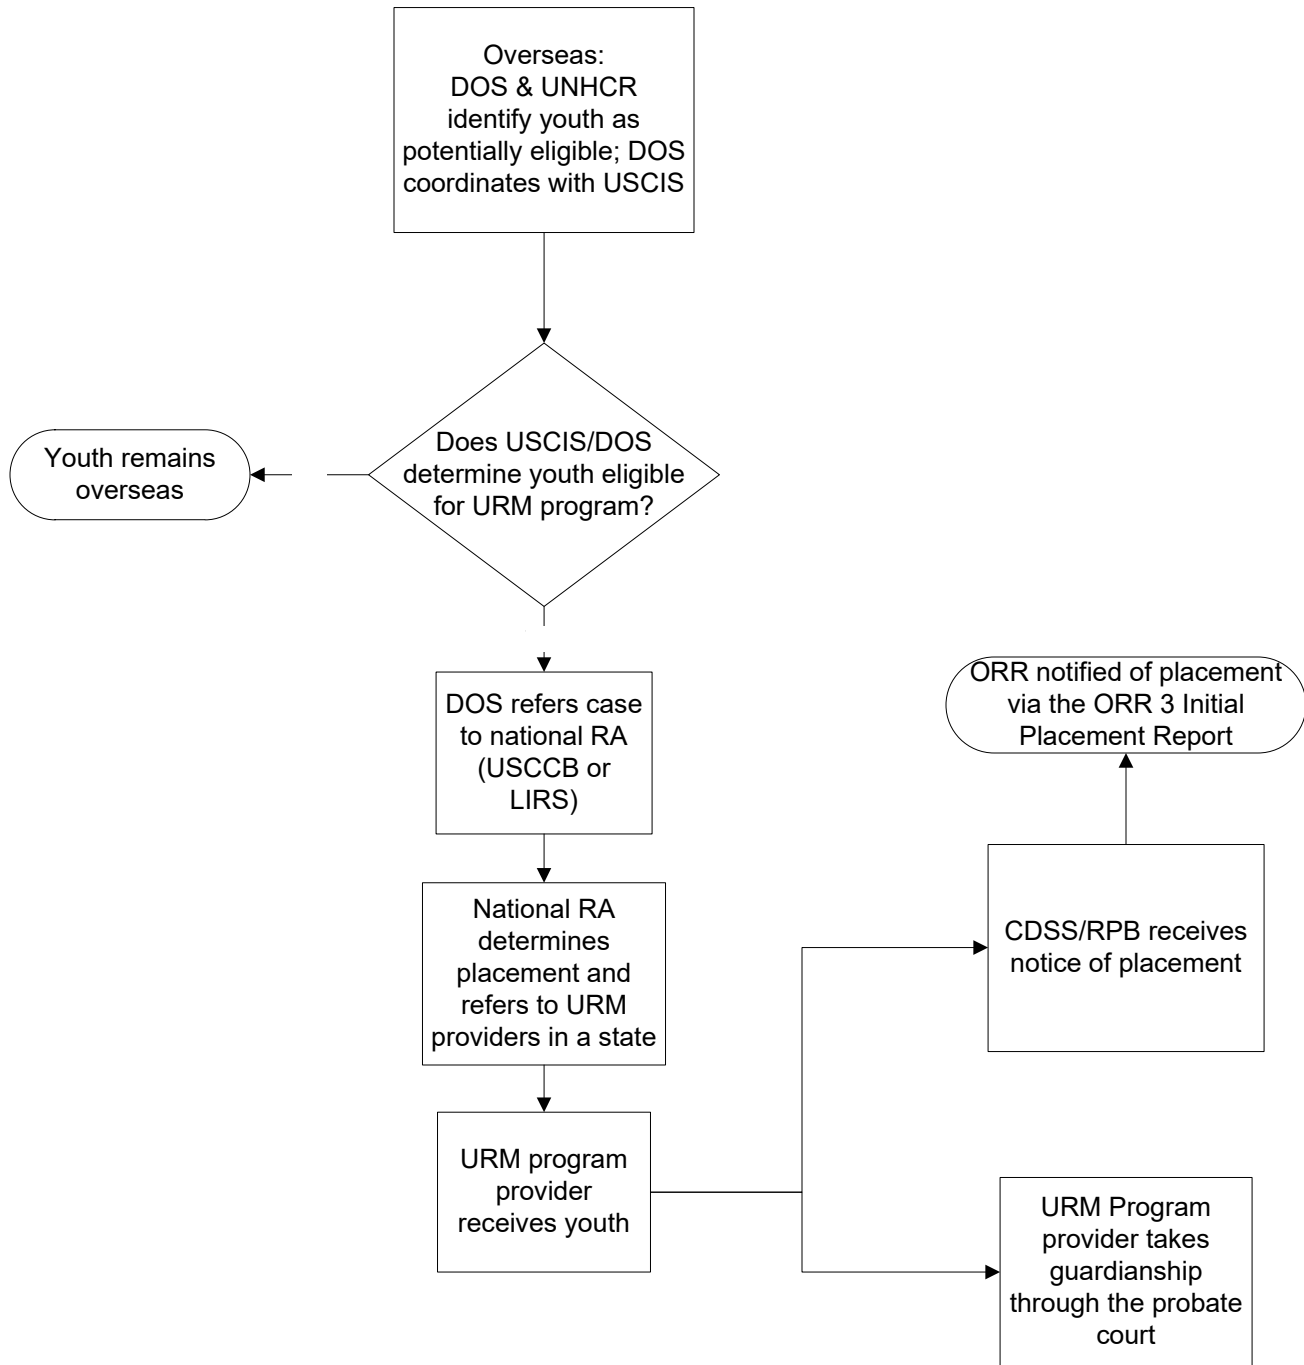 Overseas:
DOS & UNHCR
identify youth as
potentially eligible; DOS
coordinates with USCIS
Does USCIS/DOS
determine youth eligible
for URM program?
Youth remains
overseas
DOS refers case
to national RA
(USCCB or
LIRS)
National RA
determines
placement and
refers to URM
providers in a state
URM program
provider
receives youth
ORR notified of placement
via the ORR 3 Initial
Placement Report
CDSS/RPB receives
notice of placement
URM Program
provider takes
guardianship
through the probate
court